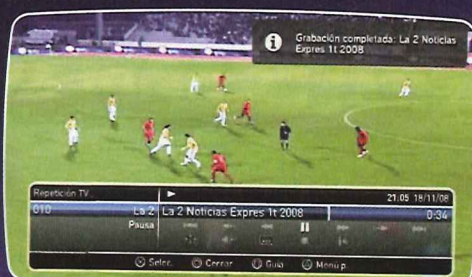 Grabación completada: La 2 Noticias
Expres 1t 2008
Repetición TV
21:05 18/11/08
010 La 2 La 2 Noticias Expres 1t 2008 0:34
Pausa
Selec. Cerrar Guía Menú p.